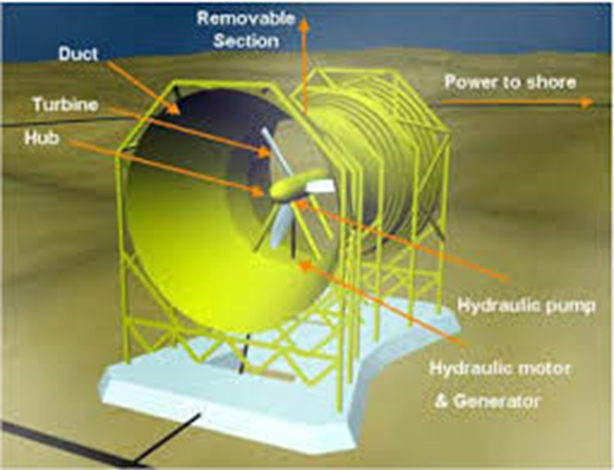 Removable
Section
Duct
Power to shore
Turbine
Hub
Hydraulic pump
Hydraulic motor
& Generator